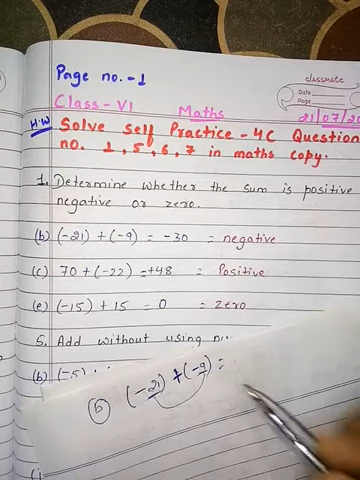 Page no.-1
classmate
Date
Page
Class-VI Maths 21/07/20
H.W Solve self Practice-4C Question
no. 1, 5, 6, 7 in maths copy.
1. Determine whether the sum is positive
negative or zero.
(b) (-21) + (-9) = -30 = negative
(c) 70 + (-22) = +48 = Positive
(e) (-15) + 15 = 0 = zero
5. Add without using
(b) (-5)
(b) (-21) + (-9) =